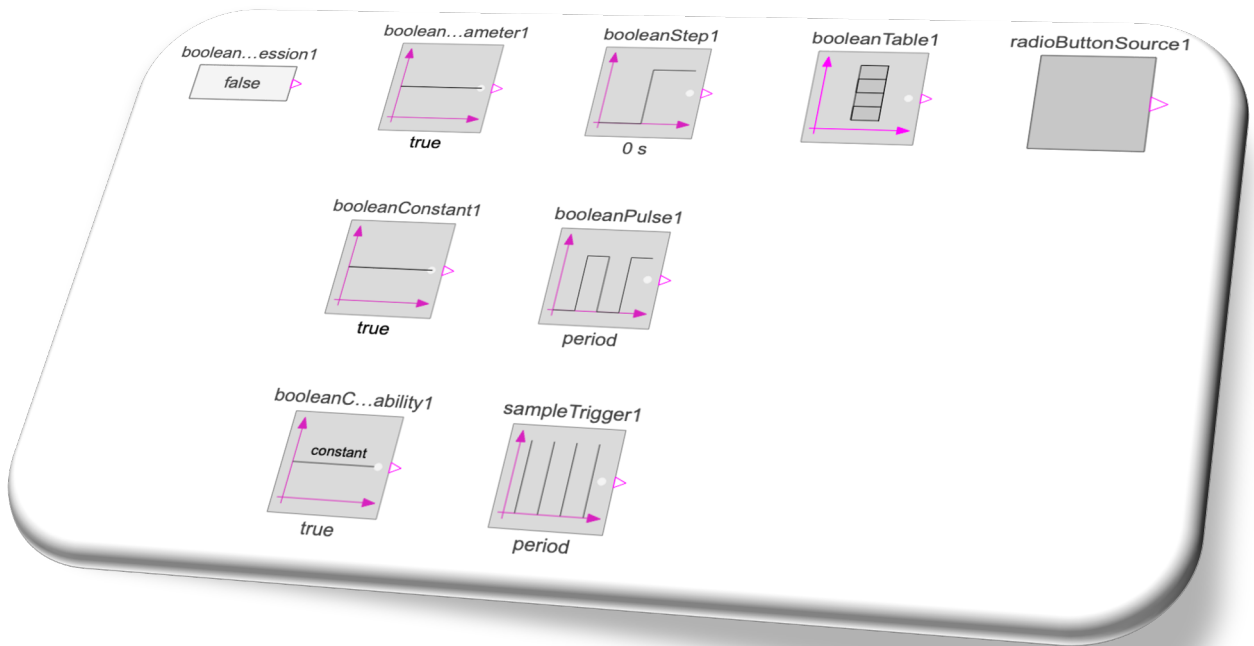 boolean...ession1
false
boolean...ameter1
true
booleanStep1
0 s
booleanTable1
radioButtonSource1
booleanConstant1
true
booleanPulse1
period
booleanC...ability1
constant
true
sampleTrigger1
period